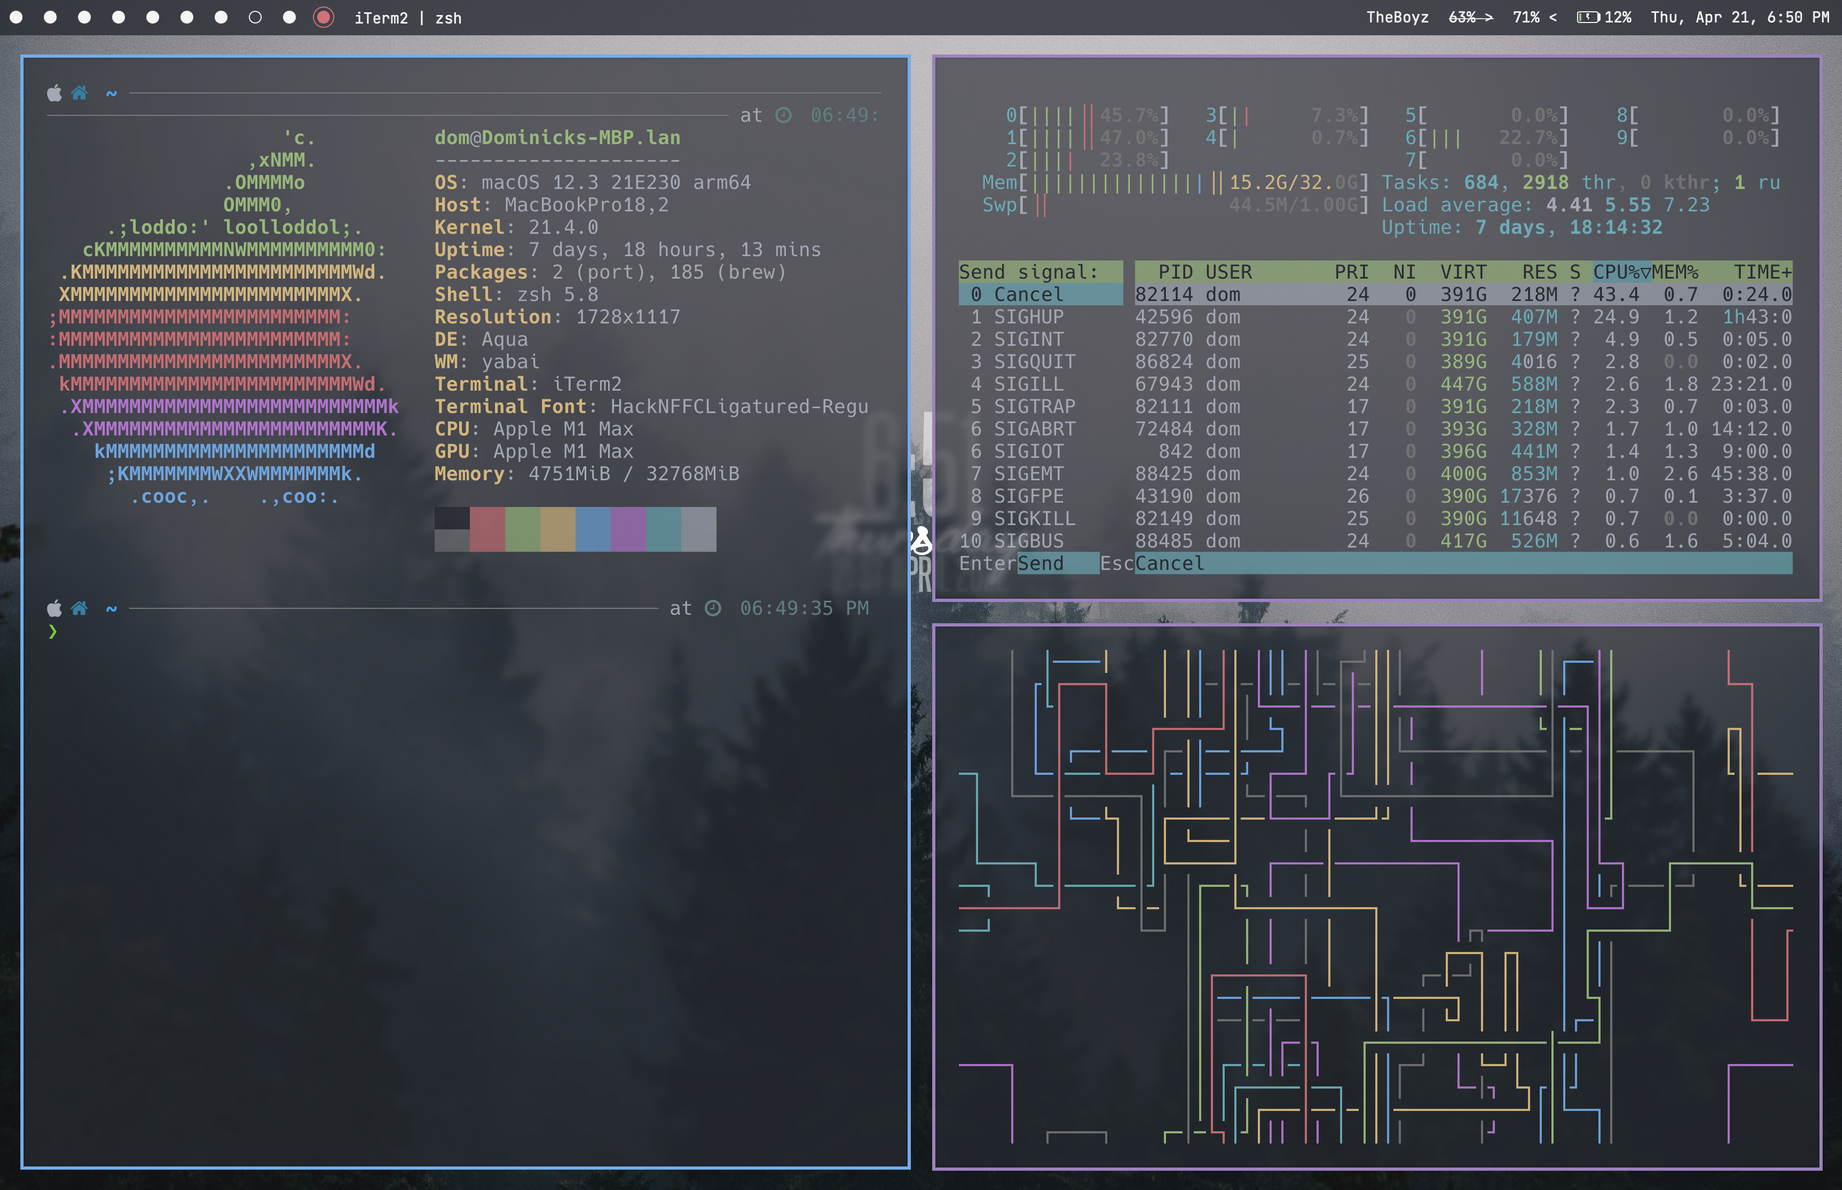 iTerm2 | zsh
TheBoyz 63% > 71% < 12% Thu, Apr 21, 6:50 PM
~
at 06:49:
'c.
,xNMM.
.OMMMMo
OMMM0,
.;loddo:' loolloddol;.
cKMMMMMMMMMMNWMMMMMMMMMM0:
.KMMMMMMMMMMMMMMMMMMMMMMMWd.
XMMMMMMMMMMMMMMMMMMMMMMMX.
;MMMMMMMMMMMMMMMMMMMMMMMM:
:MMMMMMMMMMMMMMMMMMMMMMMM:
.MMMMMMMMMMMMMMMMMMMMMMMMX.
kMMMMMMMMMMMMMMMMMMMMMMMMWd.
.XMMMMMMMMMMMMMMMMMMMMMMMMMMk
.XMMMMMMMMMMMMMMMMMMMMMMMMK.
kMMMMMMMMMMMMMMMMMMMMMMd
;KMMMMMMMWXXWMMMMMMMk.
.cooc,. .,coo:.
dom@Dominicks-MBP.lan
---------------------
OS: macOS 12.3 21E230 arm64
Host: MacBookPro18,2
Kernel: 21.4.0
Uptime: 7 days, 18 hours, 13 mins
Packages: 2 (port), 185 (brew)
Shell: zsh 5.8
Resolution: 1728x1117
DE: Aqua
WM: yabai
Terminal: iTerm2
Terminal Font: HackNFFCLigatured-Regu
CPU: Apple M1 Max
GPU: Apple M1 Max
Memory: 4751MiB / 32768MiB
~ at 06:49:35 PM
❯
0[|||||| 45.7%] 3[|| 7.3%] 5[ 0.0%] 8[ 0.0%]
1[|||||| 47.0%] 4[| 0.7%] 6[||| 22.7%] 9[ 0.0%]
2[|||| 23.8%] 7[ 0.0%]
Mem[|||||||||||||||||15.2G/32.0G] Tasks: 684, 2918 thr, 0 kthr; 1 ru
Swp[|| 44.5M/1.00G] Load average: 4.41 5.55 7.23
Uptime: 7 days, 18:14:32
Send signal: PID USER PRI NI VIRT RES S CPU%▽MEM% TIME+
0 Cancel 82114 dom 24 0 391G 218M ? 43.4 0.7 0:24.0
1 SIGHUP 42596 dom 24 0 391G 407M ? 24.9 1.2 1h43:0
2 SIGINT 82770 dom 24 0 391G 179M ? 4.9 0.5 0:05.0
3 SIGQUIT 86824 dom 25 0 389G 4016 ? 2.8 0.0 0:02.0
4 SIGILL 67943 dom 24 0 447G 588M ? 2.6 1.8 23:21.0
5 SIGTRAP 82111 dom 17 0 391G 218M ? 2.3 0.7 0:03.0
6 SIGABRT 72484 dom 17 0 393G 328M ? 1.7 1.0 14:12.0
6 SIGIOT 842 dom 17 0 396G 441M ? 1.4 1.3 9:00.0
7 SIGEMT 88425 dom 24 0 400G 853M ? 1.0 2.6 45:38.0
8 SIGFPE 43190 dom 26 0 390G 17376 ? 0.7 0.1 3:37.0
9 SIGKILL 82149 dom 25 0 390G 11648 ? 0.7 0.0 0:00.0
10 SIGBUS 88485 dom 24 0 417G 526M ? 0.6 1.6 5:04.0
EnterSend EscCancel